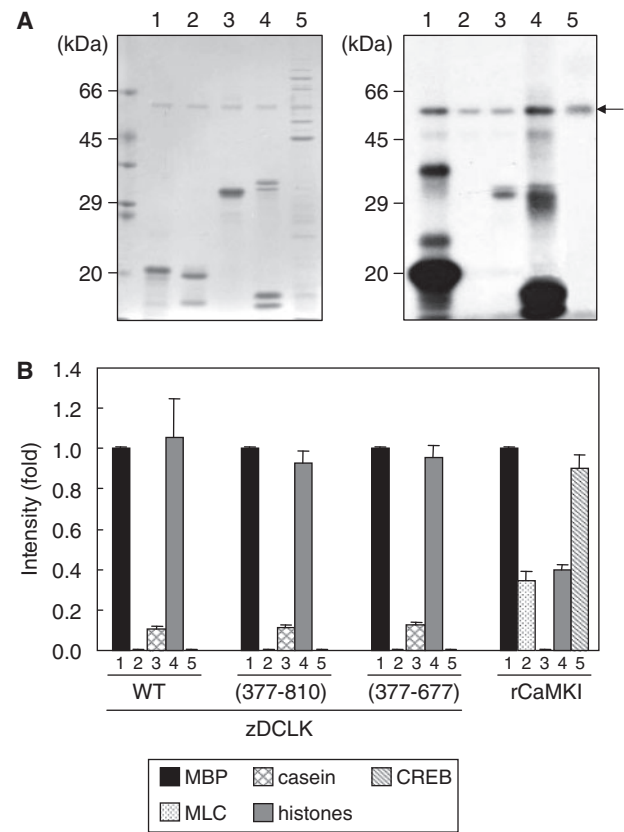 A
1 2 3 4 5
(kDa)
66
45
29
20
1 2 3 4 5
(kDa)
66
45
29
20
B
Intensity (fold)
1.4
1.2
1.0
0.8
0.6
0.4
0.2
0.0
1 2 3 4 5 1 2 3 4 5 1 2 3 4 5 1 2 3 4 5
WT (377-810) (377-677) rCaMKI
zDCLK
MBP casein CREB
MLC histones